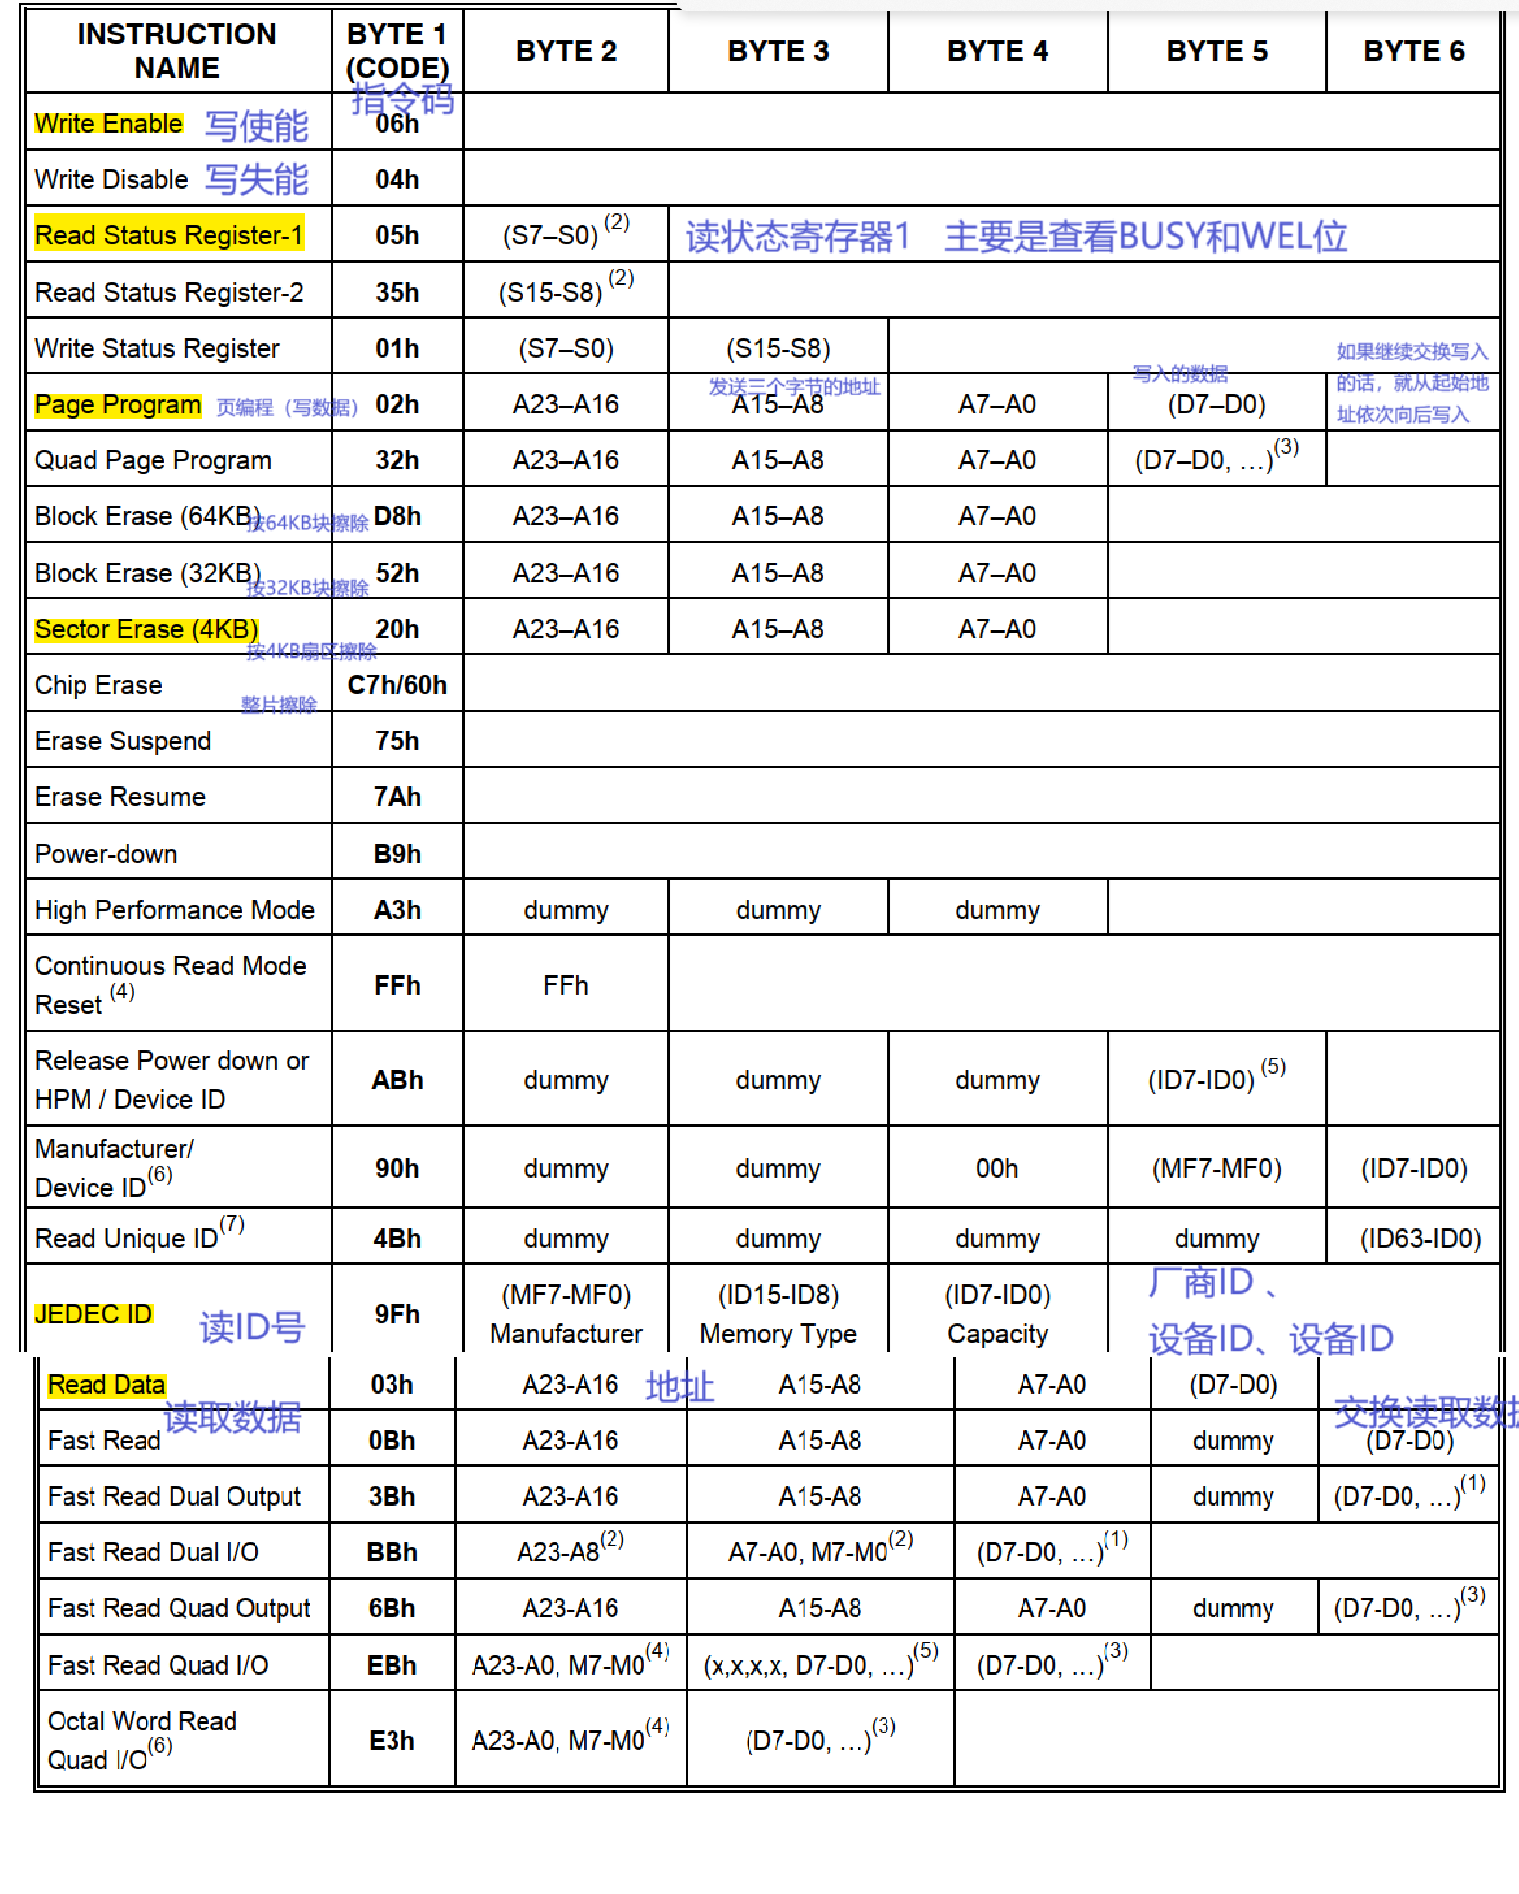 INSTRUCTION NAME BYTE 1 (CODE) BYTE 2 BYTE 3 BYTE 4 BYTE 5 BYTE 6
指令码
Write Enable 写使能 06h
Write Disable 写失能 04h
Read Status Register-1 05h (S7–S0) (2) 读状态寄存器1 主要是查看BUSY和WEL位
Read Status Register-2 35h (S15-S8) (2)
Write Status Register 01h (S7–S0) (S15-S8)
发送三个字节的地址 写入的数据 如果继续交换写入
的话，就从起始地
址依次向后写入
Page Program 页编程（写数据） 02h A23–A16 A15–A8 A7–A0 (D7–D0)
Quad Page Program 32h A23–A16 A15–A8 A7–A0 (D7–D0, …)(3)
Block Erase (64KB) 按64KB块擦除 D8h A23–A16 A15–A8 A7–A0
Block Erase (32KB) 按32KB块擦除 52h A23–A16 A15–A8 A7–A0
Sector Erase (4KB) 按4KB扇区擦除 20h A23–A16 A15–A8 A7–A0
Chip Erase 整片擦除 C7h/60h
Erase Suspend 75h
Erase Resume 7Ah
Power-down B9h
High Performance Mode A3h dummy dummy dummy
Continuous Read Mode Reset (4) FFh FFh
Release Power down or HPM / Device ID ABh dummy dummy dummy (ID7-ID0) (5)
Manufacturer/ Device ID(6) 90h dummy dummy 00h (MF7-MF0) (ID7-ID0)
Read Unique ID(7) 4Bh dummy dummy dummy dummy (ID63-ID0)
JEDEC ID 读ID号 9Fh (MF7-MF0) Manufacturer (ID15-ID8) Memory Type (ID7-ID0) Capacity
厂商ID 、
设备ID、设备ID
Read Data 读取数据 03h A23-A16 地址 A15-A8 A7-A0 (D7-D0)
交换读取数据
Fast Read 0Bh A23-A16 A15-A8 A7-A0 dummy (D7-D0)
Fast Read Dual Output 3Bh A23-A16 A15-A8 A7-A0 dummy (D7-D0, …)(1)
Fast Read Dual I/O BBh A23-A8(2) A7-A0, M7-M0(2) (D7-D0, …)(1)
Fast Read Quad Output 6Bh A23-A16 A15-A8 A7-A0 dummy (D7-D0, …)(3)
Fast Read Quad I/O EBh A23-A0, M7-M0(4) (x,x,x,x, D7-D0, …)(5) (D7-D0, …)(3)
Octal Word Read Quad I/O(6) E3h A23-A0, M7-M0(4) (D7-D0, …)(3)